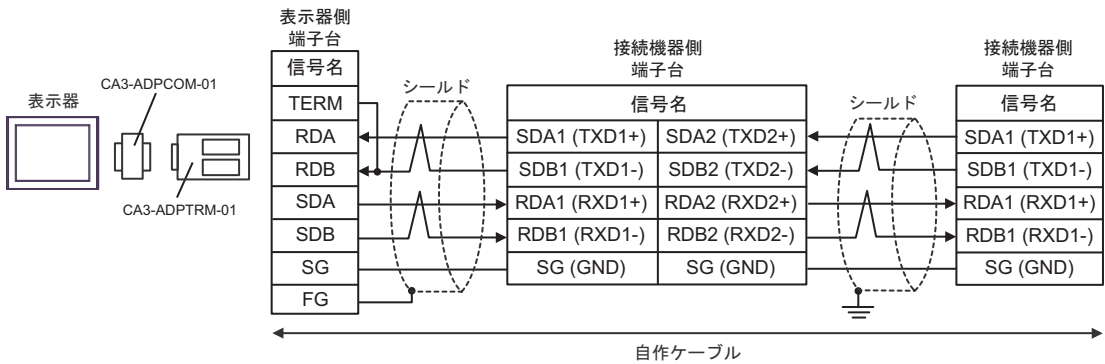 表示器
CA3-ADPCOM-01
CA3-ADPTRM-01
表示器側
端子台
信号名
TERM
RDA
RDB
SDA
SDB
SG
FG
シールド
接続機器側
端子台
信号名
SDA1 (TXD1+) SDA2 (TXD2+)
SDB1 (TXD1-) SDB2 (TXD2-)
RDA1 (RXD1+) RDA2 (RXD2+)
RDB1 (RXD1-) RDB2 (RXD2-)
SG (GND) SG (GND)
シールド
接続機器側
端子台
信号名
SDA1 (TXD1+)
SDB1 (TXD1-)
RDA1 (RXD1+)
RDB1 (RXD1-)
SG (GND)
自作ケーブル